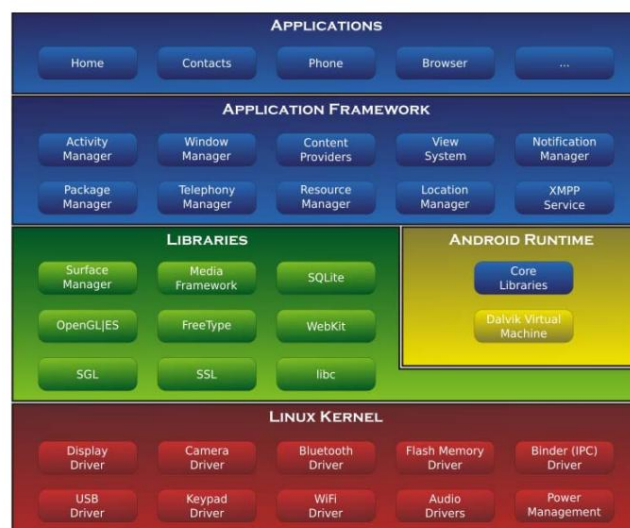 APPLICATIONS
Home
Contacts
Phone
Browser
...
APPLICATION FRAMEWORK
Activity
Manager
Window
Manager
Content
Providers
View
System
Notification
Manager
Package
Manager
Telephony
Manager
Resource
Manager
Location
Manager
XMPP
Service
LIBRARIES
Surface
Manager
Media
Framework
SQLite
OpenGL|ES
FreeType
WebKit
SGL
SSL
libc
ANDROID RUNTIME
Core
Libraries
Dalvik Virtual
Machine
LINUX KERNEL
Display
Driver
Camera
Driver
Bluetooth
Driver
Flash Memory
Driver
Binder (IPC)
Driver
USB
Driver
Keypad
Driver
WiFi
Driver
Audio
Drivers
Power
Management